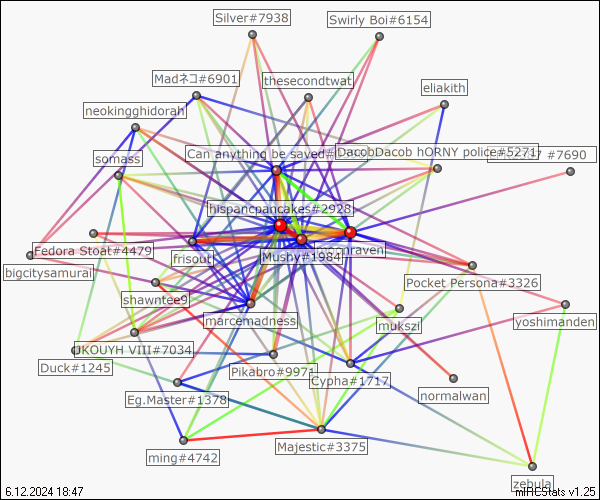 Silver#7938
Swirly Boi#6154
Madネコ#6901
thesecondtwat
eliakith
neokingghidorah
somass
Can anything be saved#
DacobDacob hORNY police#5271
7690
hispancpancakes#2928
Fedora Stoat#4479
frisout
Mushy#1984
raven
bigcitysamurai
Pocket Persona#3326
shawntee9
marcemadness
mukszi
yoshimanden
UKOUYH VIII#7034
Duck#1245
Pikabro#9971
Cypha#1717
normalwan
Eg.Master#1378
Majestic#3375
ming#4742
zebula
6.12.2024 18:47
mIRCStats v1.25